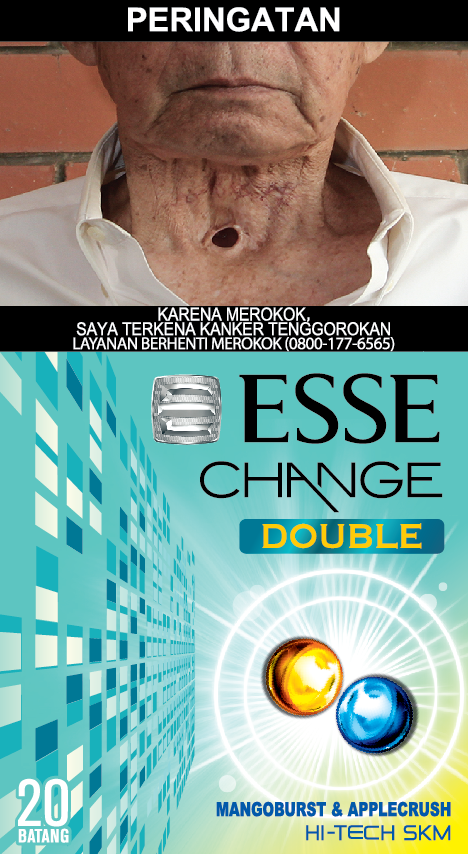 PERINGATAN
KARENA MEROKOK,
SAYA TERKENA KANKER TENGGOROKAN
LAYANAN BERHENTI MEROKOK (0800-177-6565)
ESSE
CHANGE
DOUBLE
20
BATANG
MANGOBURST & APPLECRUSH
HI-TECH SKM